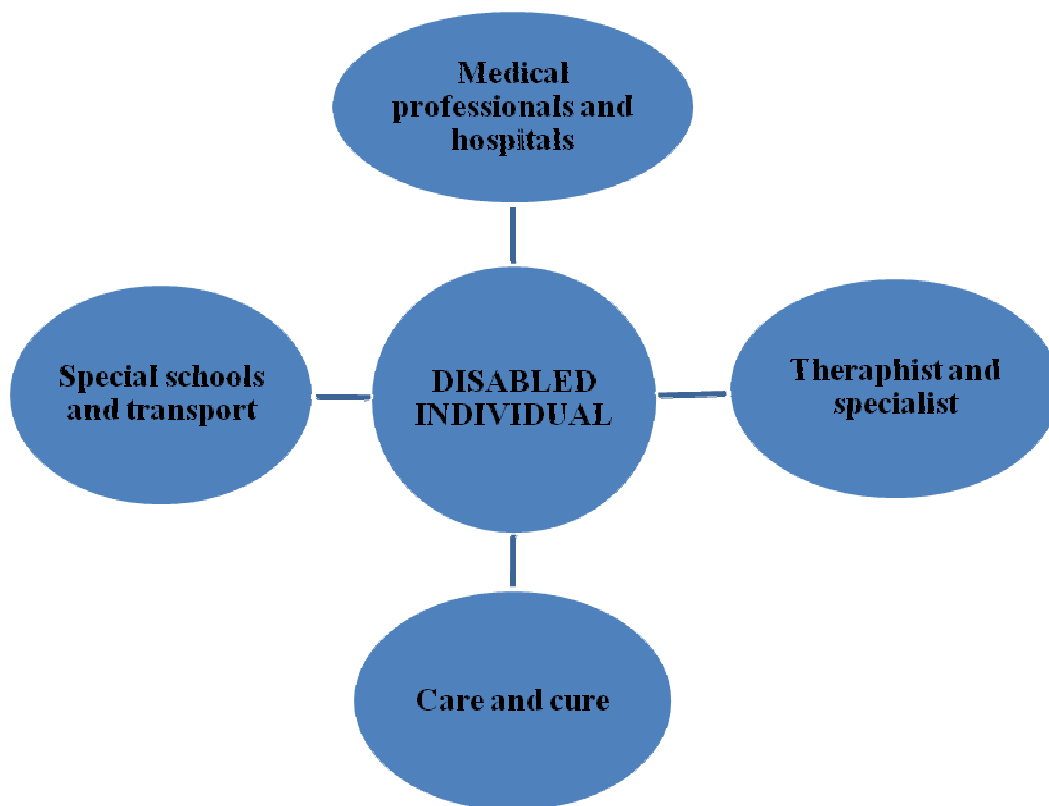 Medical
professionals and
hospitals
Special schools
and transport
DISABLED
INDIVIDUAL
Theraphist and
specialist
Care and cure